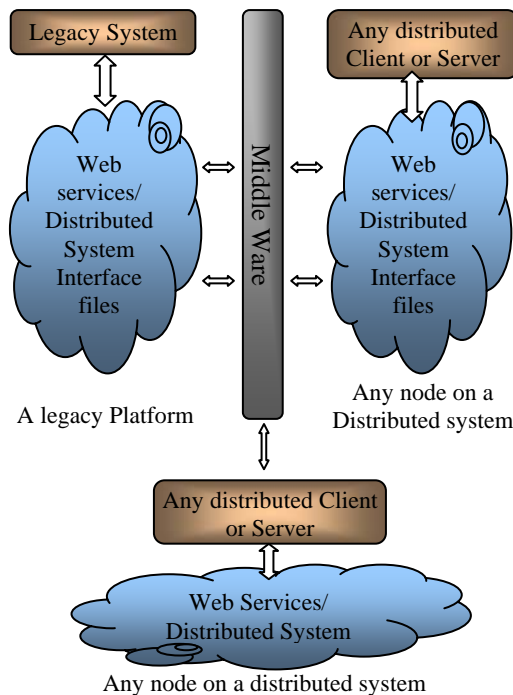 Legacy System
Any distributed
Client or Server
Web
services/
Distributed
System
Interface
files
Middle Ware
Web
services/
Distributed
System
Interface
files
A legacy Platform
Any node on a
Distributed system
Any distributed Client
or Server
Web Services/
Distributed System
Any node on a distributed system